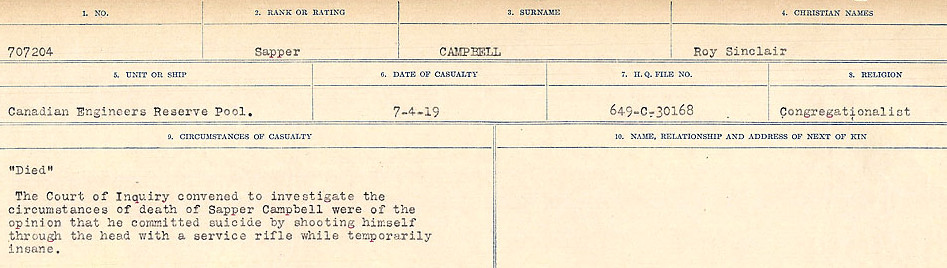 1. NO. 2. RANK OR RATING 3. SURNAME 4. CHRISTIAN NAMES
707204 Sapper CAMPBELL Roy Sinclair
5. UNIT OR SHIP 6. DATE OF CASUALTY 7. H. Q. FILE NO. 8. RELIGION
Canadian Engineers Reserve Pool. 7-4-19 649-C-30168 Congregationalist
9. CIRCUMSTANCES OF CASUALTY 10. NAME, RELATIONSHIP AND ADDRESS OF NEXT OF KIN
"Died"
The Court of Inquiry convened to investigate the
circumstances of death of Sapper Campbell were of the
opinion that he committed suicide by shooting himself
through the head with a service rifle while temporarily
insane.